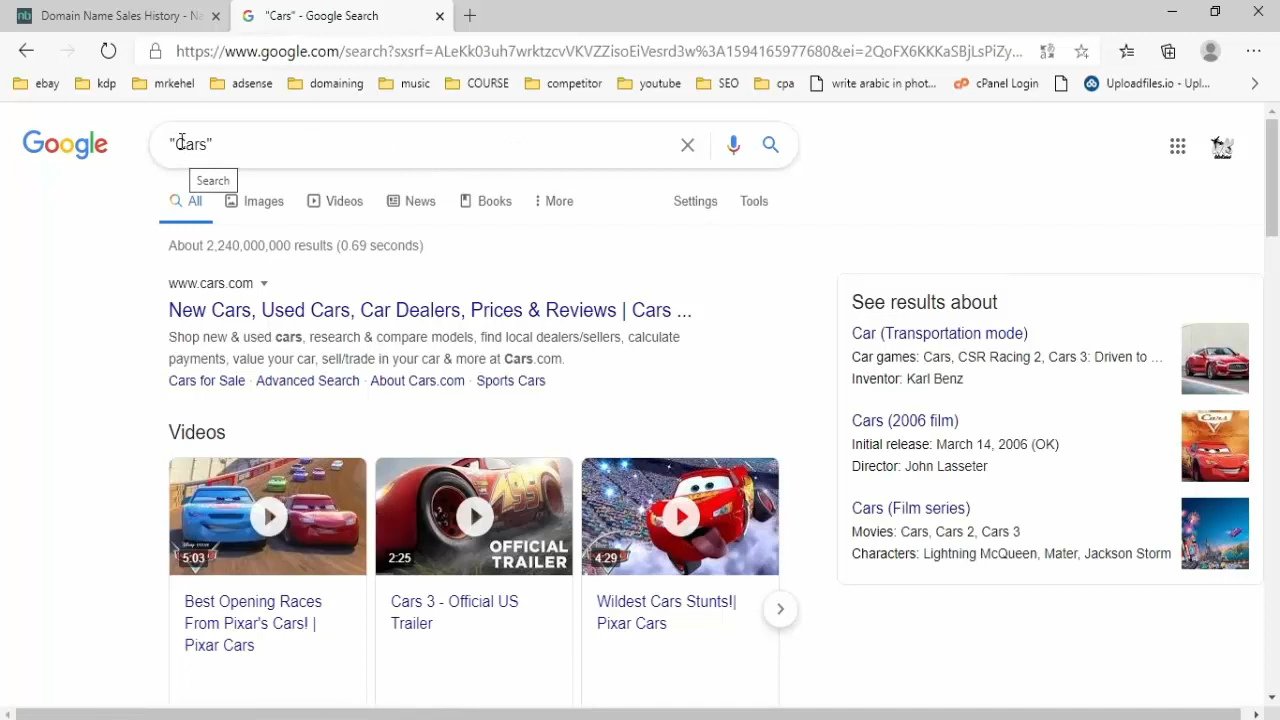 Domain Name Sales History - Na
"Cars" - Google Search
https://www.google.com/search?sxsrf=ALeKk03uh7wrktzcvVKVZZisoEiVesrd3w%3A1594165977680&ei=2QoFX6KKKaSBjLsPiZy...
ebay
kdp
mrkehel
adsense
domaining
music
COURSE
competitor
youtube
SEO
cpa
write arabic in phot...
cPanel Login
Uploadfiles.io - Upl...
Google
"Cars"
Search
All
Images
Videos
News
Books
More
Settings
Tools
About 2,240,000,000 results (0.69 seconds)
www.cars.com
New Cars, Used Cars, Car Dealers, Prices & Reviews | Cars ...
Shop new & used cars, research & compare models, find local dealers/sellers, calculate
payments, value your car, sell/trade in your car & more at Cars.com.
Cars for Sale · Advanced Search · About Cars.com · Sports Cars
Videos
5:03
2:25
OFFICIAL
TRAILER
4:29
Best Opening Races
From Pixar's Cars! |
Pixar Cars
Cars 3 - Official US
Trailer
Wildest Cars Stunts!|
Pixar Cars
See results about
Car (Transportation mode)
Car games: Cars, CSR Racing 2, Cars 3: Driven to ...
Inventor: Karl Benz
Cars (2006 film)
Initial release: March 14, 2006 (OK)
Director: John Lasseter
Cars
Cars (Film series)
Movies: Cars, Cars 2, Cars 3
Characters: Lightning McQueen, Mater, Jackson Storm